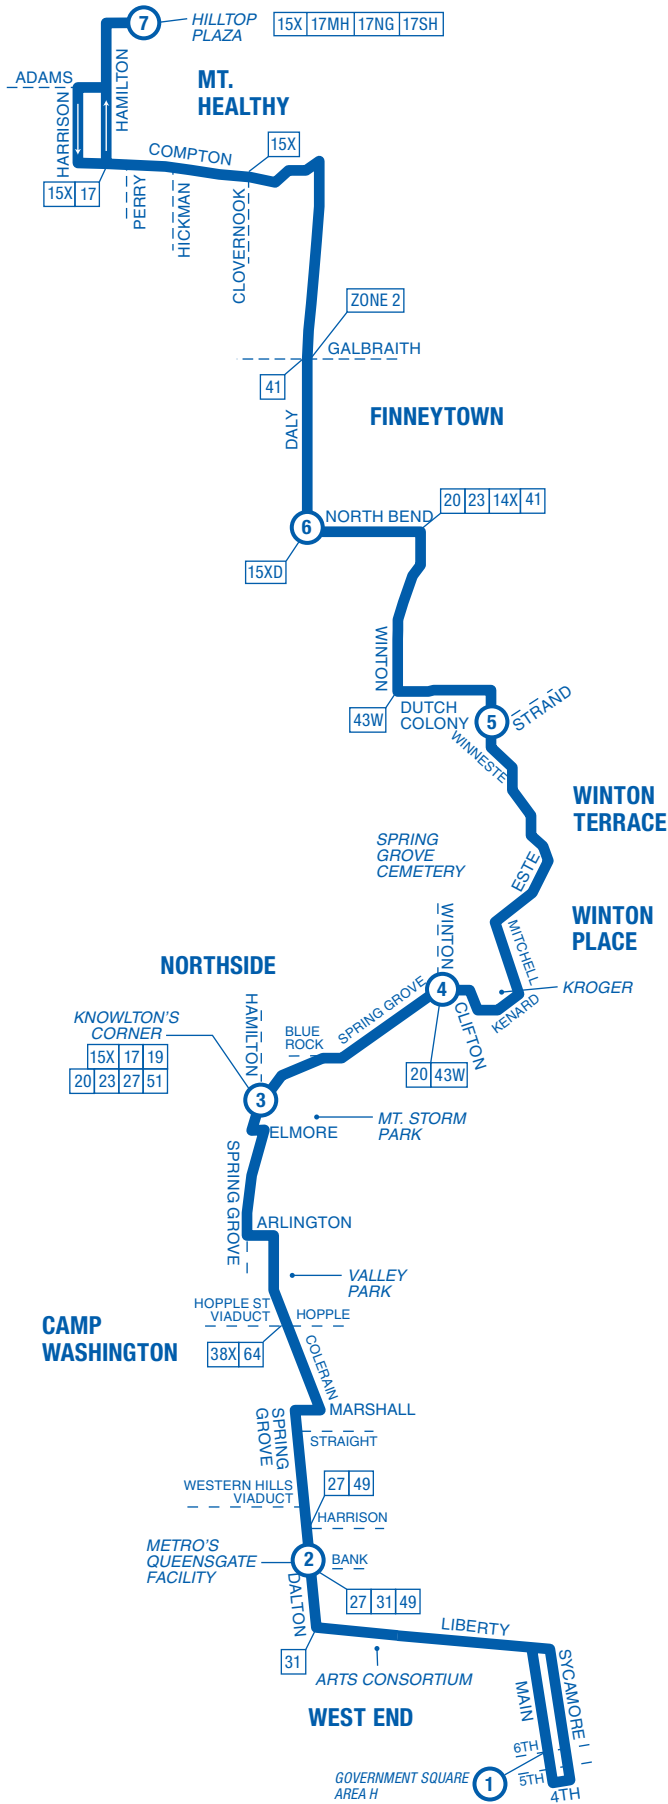 7
HILLTOP
PLAZA
15X 17MH 17NG 17SH
ADAMS
HARRISON
HAMILTON
MT.
HEALTHY
COMPTON
15X
15X 17
PERRY
HICKMAN
CLOVERNOOK
ZONE 2
GALBRAITH
41
DALY
FINNEYTOWN
20 23 14X 41
6
NORTH BEND
15XD
WINTON
43W
DUTCH
COLONY
5
STRAND
WINNESTE
WINTON
TERRACE
SPRING
GROVE
CEMETERY
ESTE
WINTON
PLACE
WINTON
MITCHELL
NORTHSIDE
KROGER
4
KENARD
CLIFTON
SPRING GROVE
HAMILTON
KNOWLTON'S
CORNER
15X 17 19
20 23 27 51
BLUE
ROCK
20 43W
3
MT. STORM
PARK
ELMORE
SPRING GROVE
ARLINGTON
VALLEY
PARK
HOPPLE ST
VIADUCT
HOPPLE
CAMP
WASHINGTON
38X 64
COLERAIN
MARSHALL
SPRING
GROVE
STRAIGHT
27 49
WESTERN HILLS
VIADUCT
HARRISON
METRO'S
QUEENSGATE
FACILITY
2
BANK
DALTON
27 31 49
LIBERTY
31
ARTS CONSORTIUM
WEST END
MAIN
SYCAMORE
6TH
5TH
4TH
GOVERNMENT SQUARE
AREA H
1